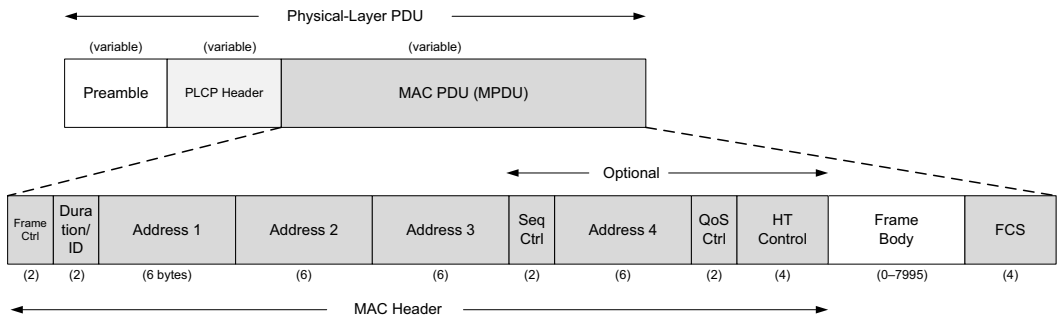 Physical-Layer PDU
(variable) (variable) (variable)
Preamble PLCP Header MAC PDU (MPDU)
Optional
Frame Ctrl
Dura tion/ ID
Address 1
Address 2
Address 3
Seq Ctrl
Address 4
QoS Ctrl
HT Control
Frame Body
FCS
(2) (2) (6 bytes) (6) (6) (2) (6) (2) (4) (0–7995) (4)
MAC Header